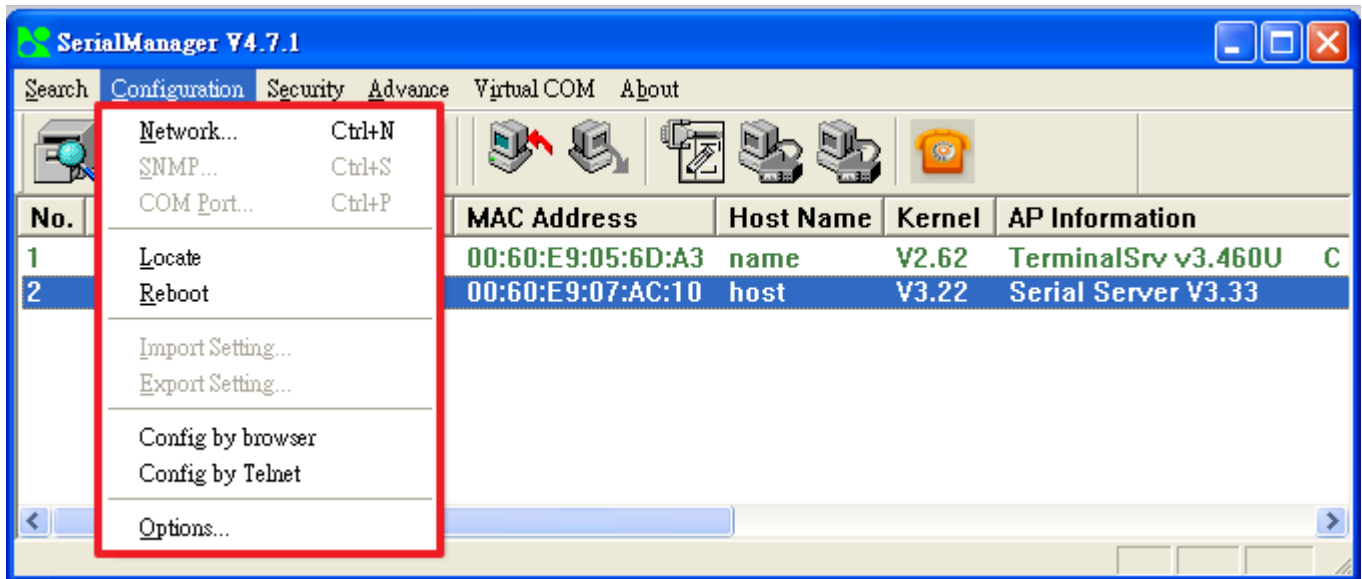 SerialManager V4.7.1
Search Configuration Security Advance Virtual COM About
Network... Ctrl+N
SNMP... Ctrl+S
COM Port... Ctrl+P
Locate
Reboot
Import Setting...
Export Setting...
Config by browser
Config by Telnet
Options...
No. MAC Address Host Name Kernel AP Information
1 00:60:E9:05:6D:A3 name V2.62 TerminalSrv v3.460U C
2 00:60:E9:07:AC:10 host V3.22 Serial Server V3.33